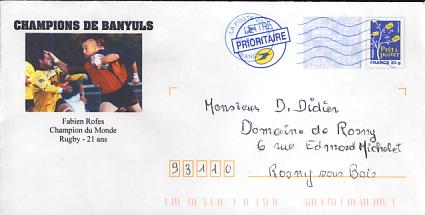 CHAMPIONS DE BANYULS
LA POSTE
LETTRE
PRIORITAIRE
FRANCE
Prêt à
poster
FRANCE 20 g
Fabien Rofes
Champion du Monde
Rugby - 21 ans
Monsieur D. Didier
Domaine de Rosny
6 rue Edmond Michelet
93110
Rosny sous Bois